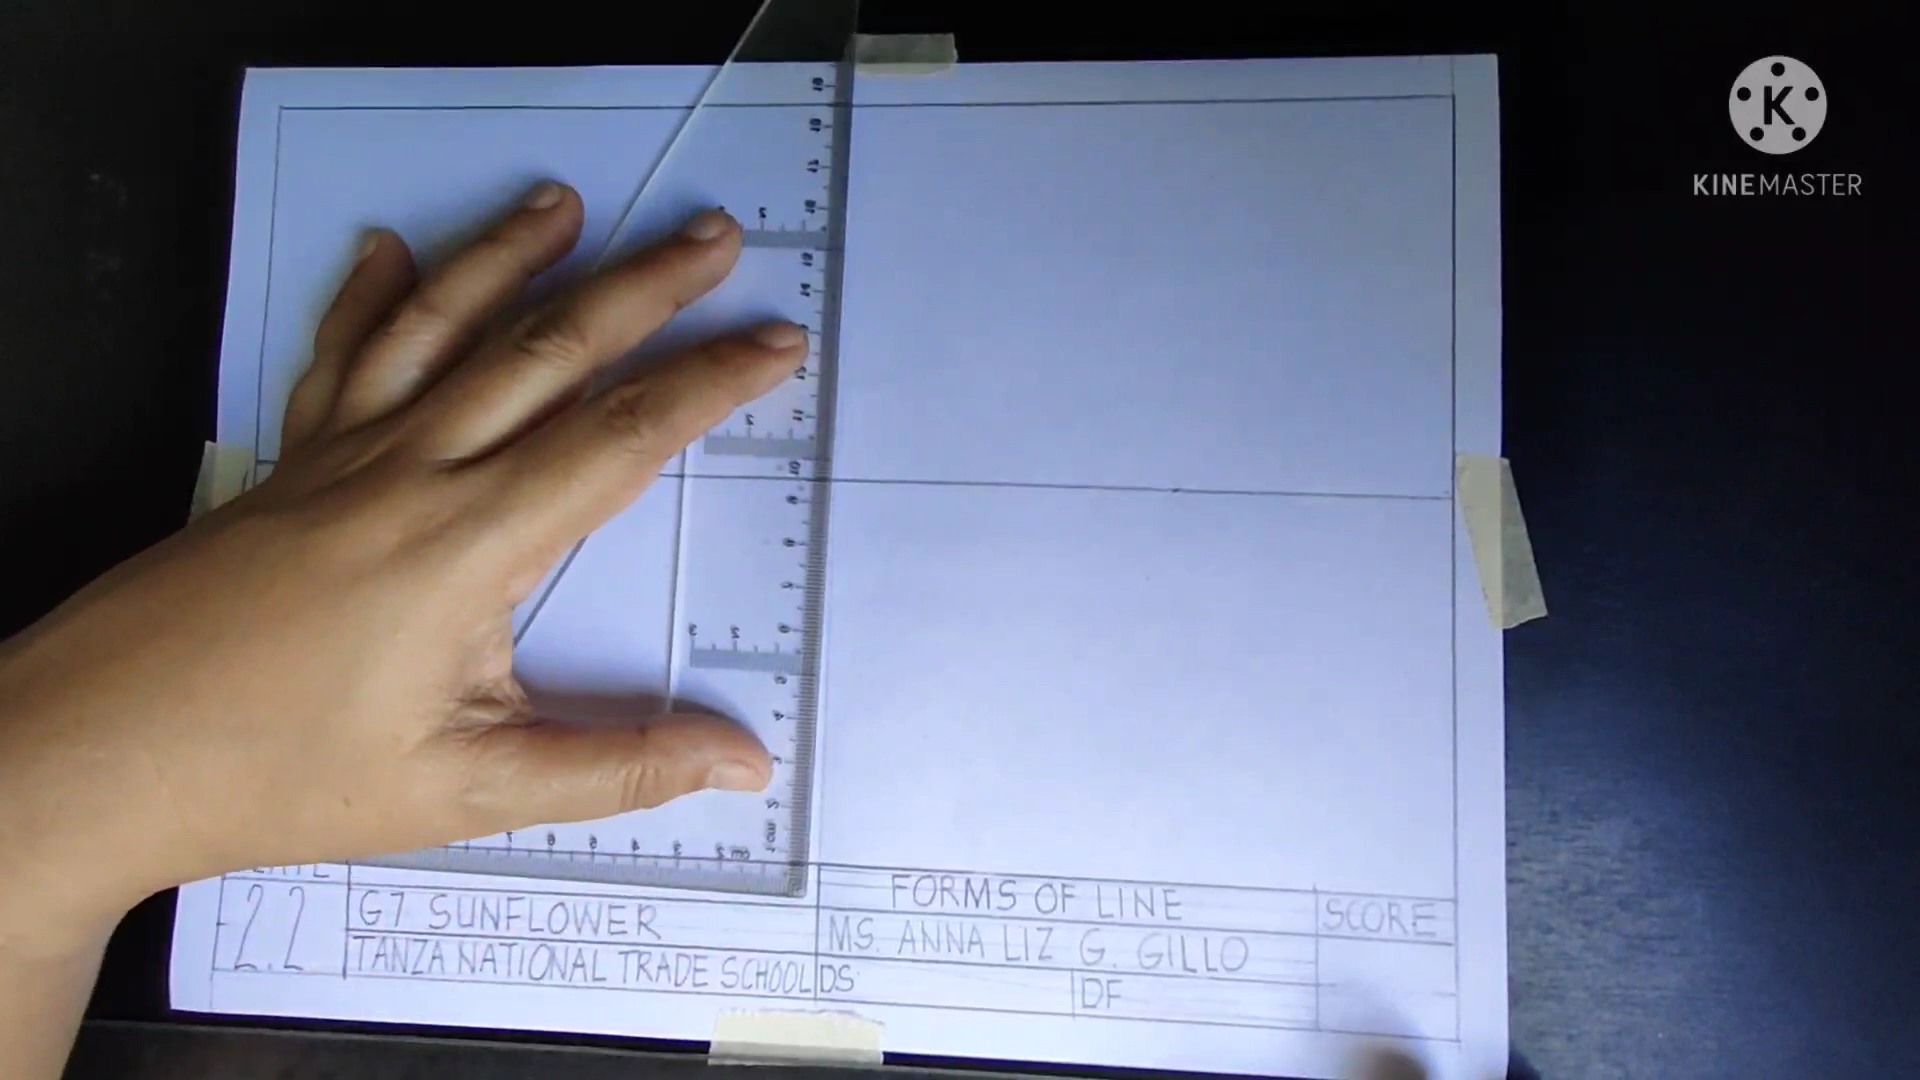 KINEMASTER
FORMS OF LINE
SCORE
2.2
G7 SUNFLOWER
MS. ANNA LIZ G. GILLO
TANZA NATIONAL TRADE SCHOOL
DS
DF